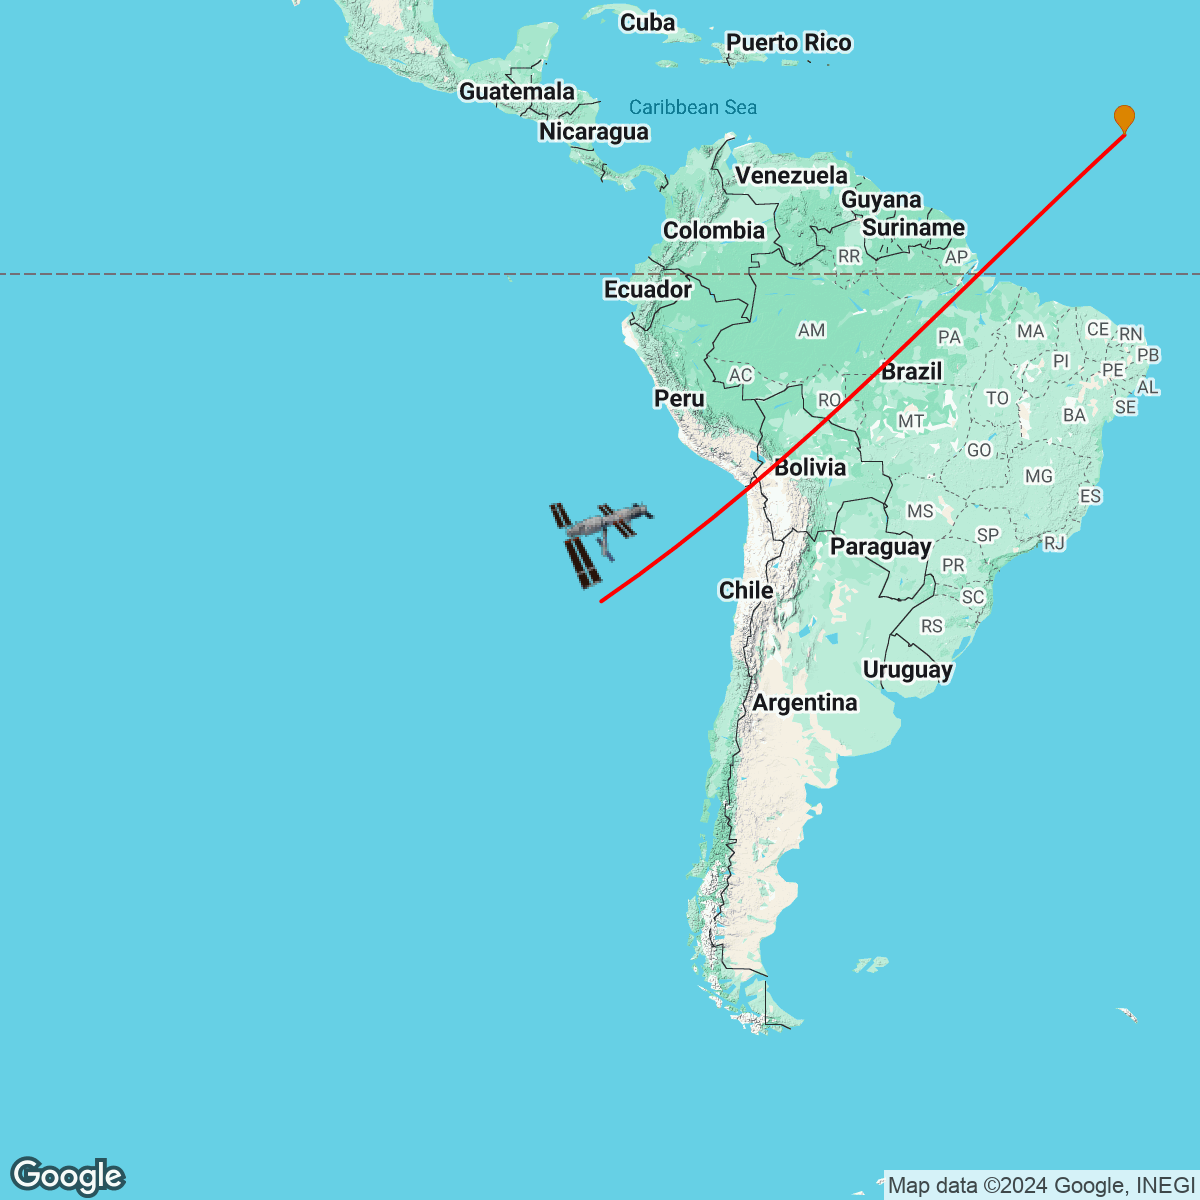 Cuba
Puerto Rico
Guatemala
Caribbean Sea
Nicaragua
Venezuela
Guyana
Colombia
Suriname
RR
AP
Ecuador
AM
PA
MA
CE
RN
PI
PB
Brazil
PE
AC
AL
Peru
RO
TO
SE
MT
BA
GO
Bolivia
MG
ES
MS
SP
RJ
Paraguay
PR
Chile
SC
RS
Uruguay
Argentina
Google
Map data ©2024 Google, INEGI